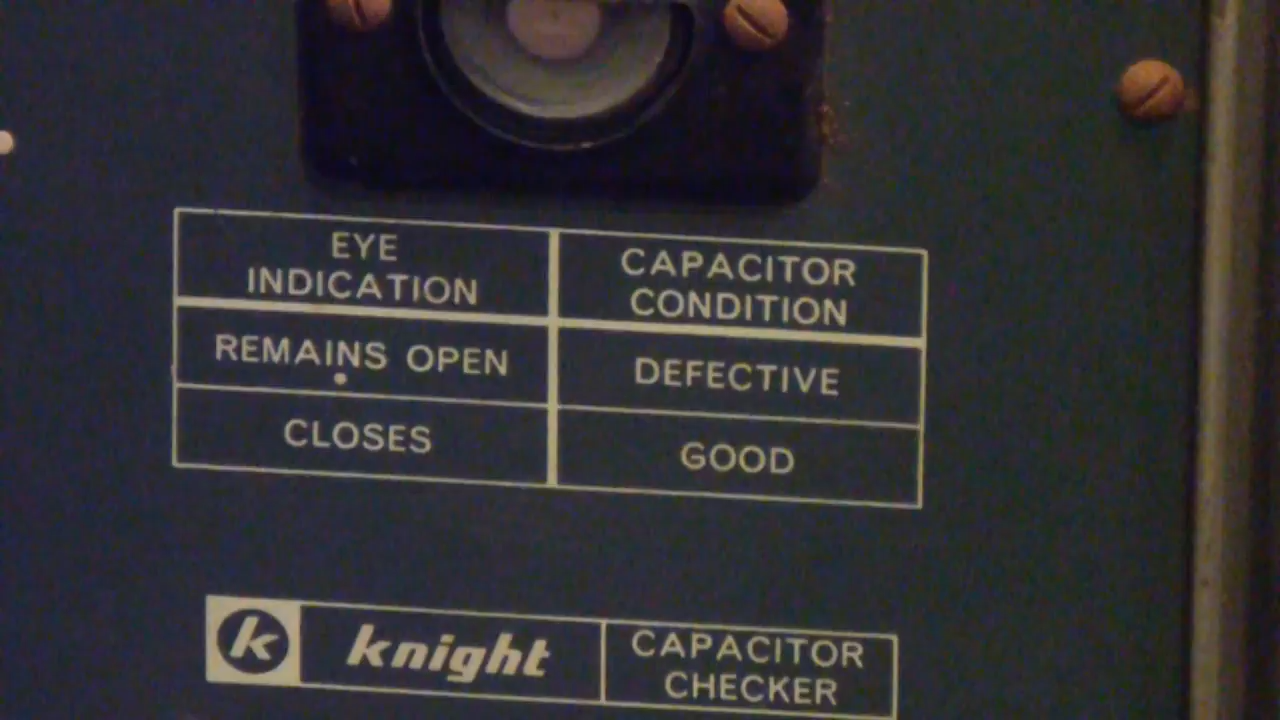 EYE
INDICATION
CAPACITOR
CONDITION
REMAINS OPEN
DEFECTIVE
CLOSES
GOOD
k
knight
CAPACITOR
CHECKER